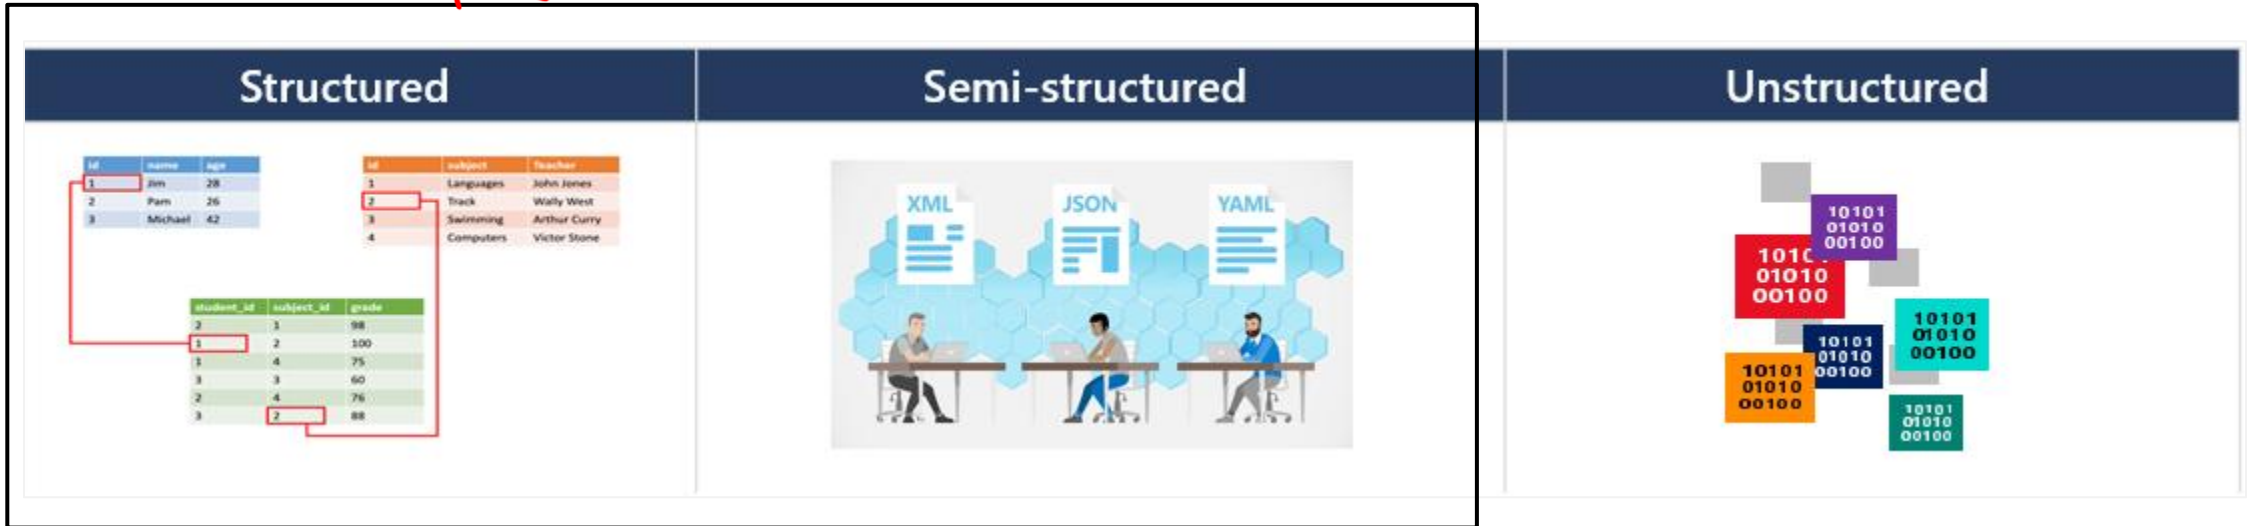 Structured
Semi-structured
Unstructured
id name age
1 Jim 28
2 Pam 26
3 Michael 42
id subject Teacher
1 Languages John Jones
2 Track Wally West
3 Swimming Arthur Curry
4 Computers Victor Stone
student_id subject_id grade
2 1 98
1 2 100
1 4 75
3 3 60
2 4 76
3 2 88
XML
JSON
YAML
10101
01010
00100
1010
01010
00100
10101
01010
00100
10101
01010
00100
10101
01010
00100
10101
01010
00100